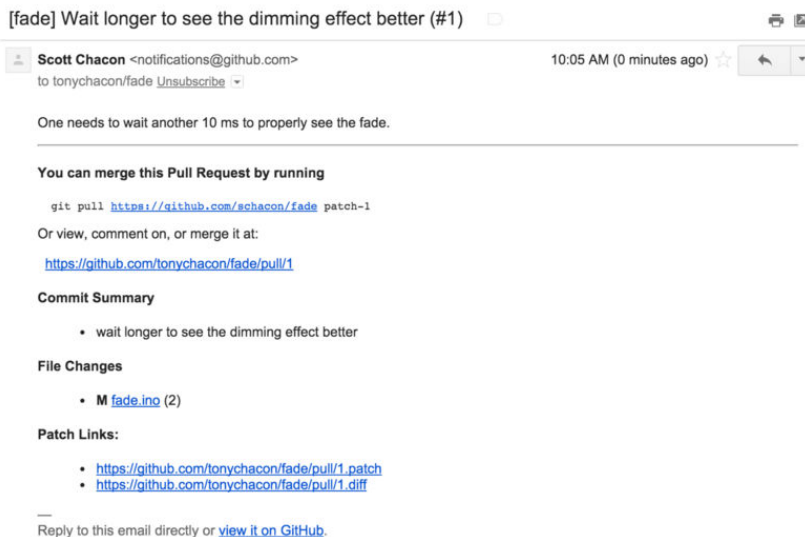 [fade] Wait longer to see the dimming effect better (#1)
Scott Chacon <notifications@github.com>
10:05 AM (0 minutes ago)
to tonychacon/fade Unsubscribe
One needs to wait another 10 ms to properly see the fade.
You can merge this Pull Request by running
git pull https://github.com/schacon/fade patch-1
Or view, comment on, or merge it at:
https://github.com/tonychacon/fade/pull/1
Commit Summary
• wait longer to see the dimming effect better
File Changes
• M fade.ino (2)
Patch Links:
• https://github.com/tonychacon/fade/pull/1.patch
• https://github.com/tonychacon/fade/pull/1.diff
—
Reply to this email directly or view it on GitHub.